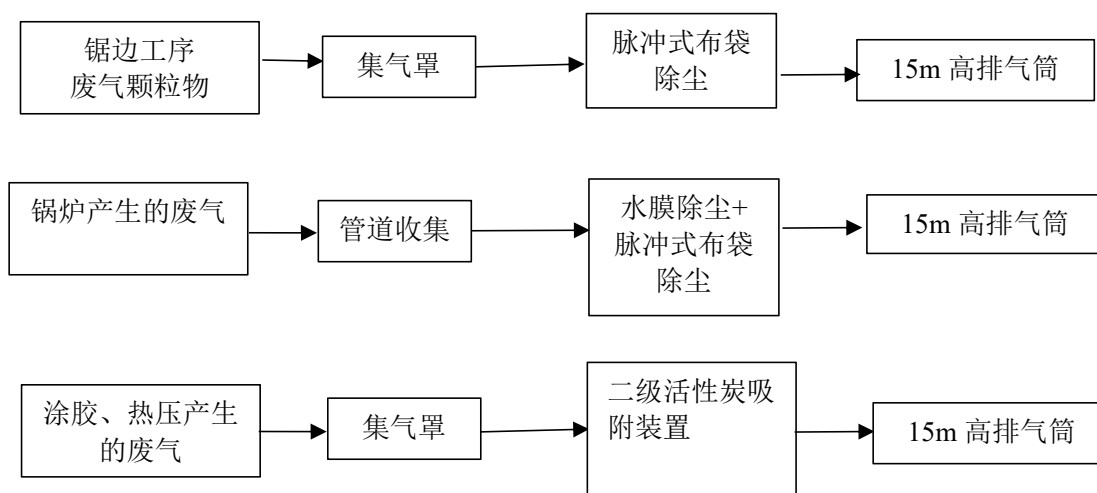 锯边工序
废气颗粒物
集气罩
脉冲式布袋
除尘
15m 高排气筒
锅炉产生的废气
管道收集
水膜除尘+
脉冲式布袋
除尘
15m 高排气筒
涂胶、热压产生
的废气
集气罩
二级活性炭吸
附装置
15m 高排气筒